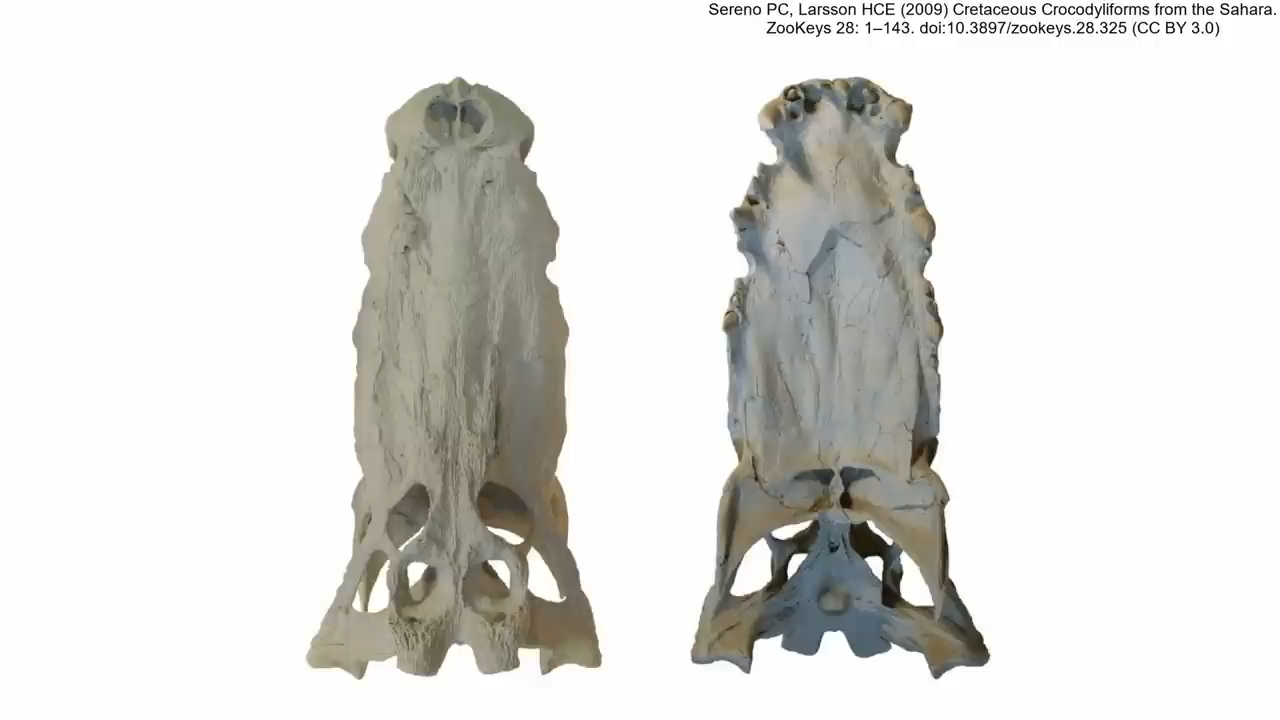 Sereno PC, Larsson HCE (2009) Cretaceous Crocodyliforms from the Sahara.
ZooKeys 28: 1–143. doi:10.3897/zookeys.28.325 (CC BY 3.0)